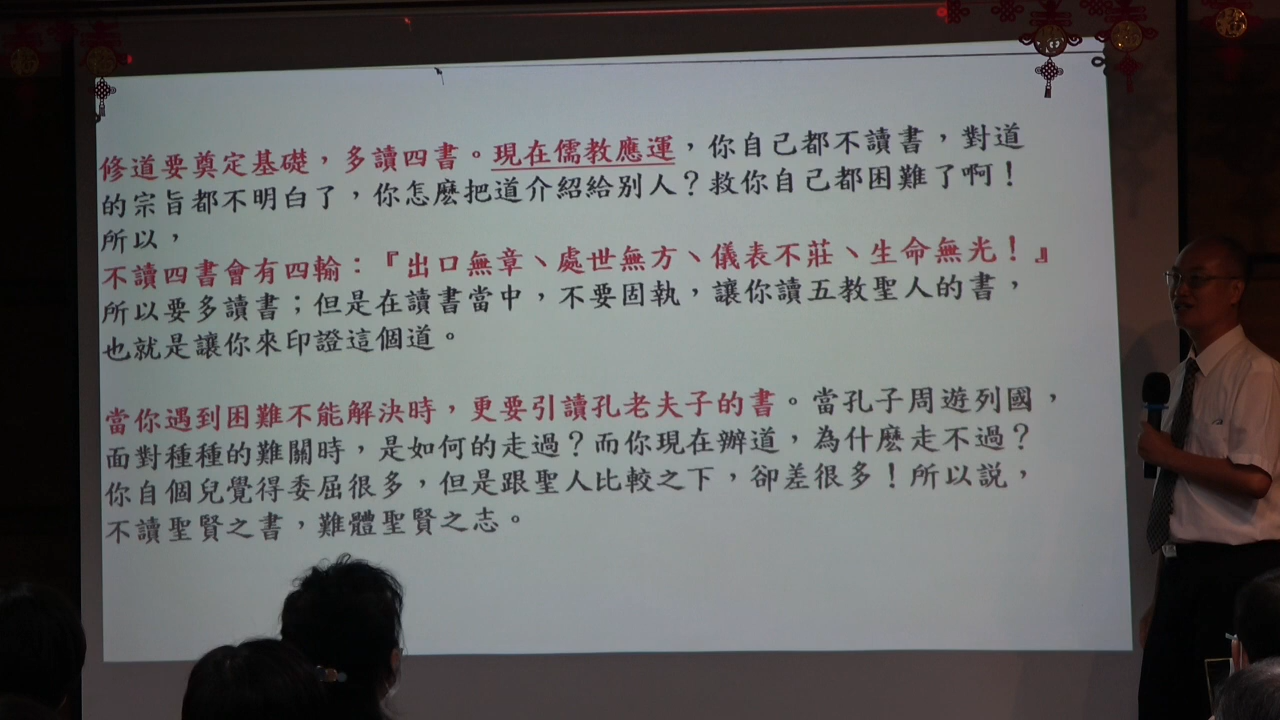 修道要奠定基礎，多讀四書。現在儒教應運，你自己都不讀書，對道
的宗旨都不明白了，你怎麼把道介紹給別人？救你自己都困難了啊！
所以，
不讀四書會有四輸：『出口無章、處世無方、儀表不莊、生命無光！』
所以要多讀書；但是在讀書當中，不要固執，讓你讀五教聖人的書，
也就是讓你來印證這個道。
當你遇到困難不能解決時，更要引讀孔老夫子的書。當孔子周遊列國，
面對種種的難關時，是如何的走過？而你現在辦道，為什麼走不過？
你自個兒覺得委屈很多，但是跟聖人比較之下，卻差很多！所以說，
不讀聖賢之書，難體聖賢之志。